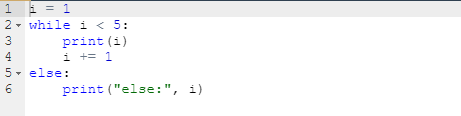 1 i = 1
2 while i < 5:
3     print(i)
4     i += 1
5 else:
6     print("else:", i)